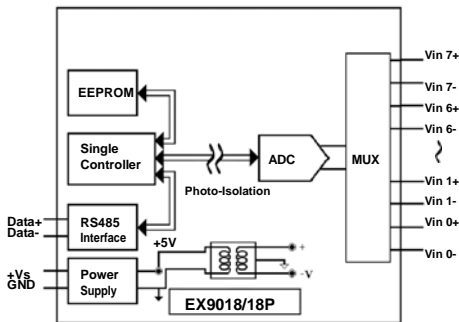 Vin 7+
EEPROM
Vin 7-
Vin 6+
Vin 6-
Single
Controller
ADC
MUX
Photo-Isolation
Vin 1+
Vin 1-
Data+
Data-
RS485
Interface
Vin 0+
+5V
+
Vin 0-
+Vs
GND
Power
Supply
-V
EX9018/18P